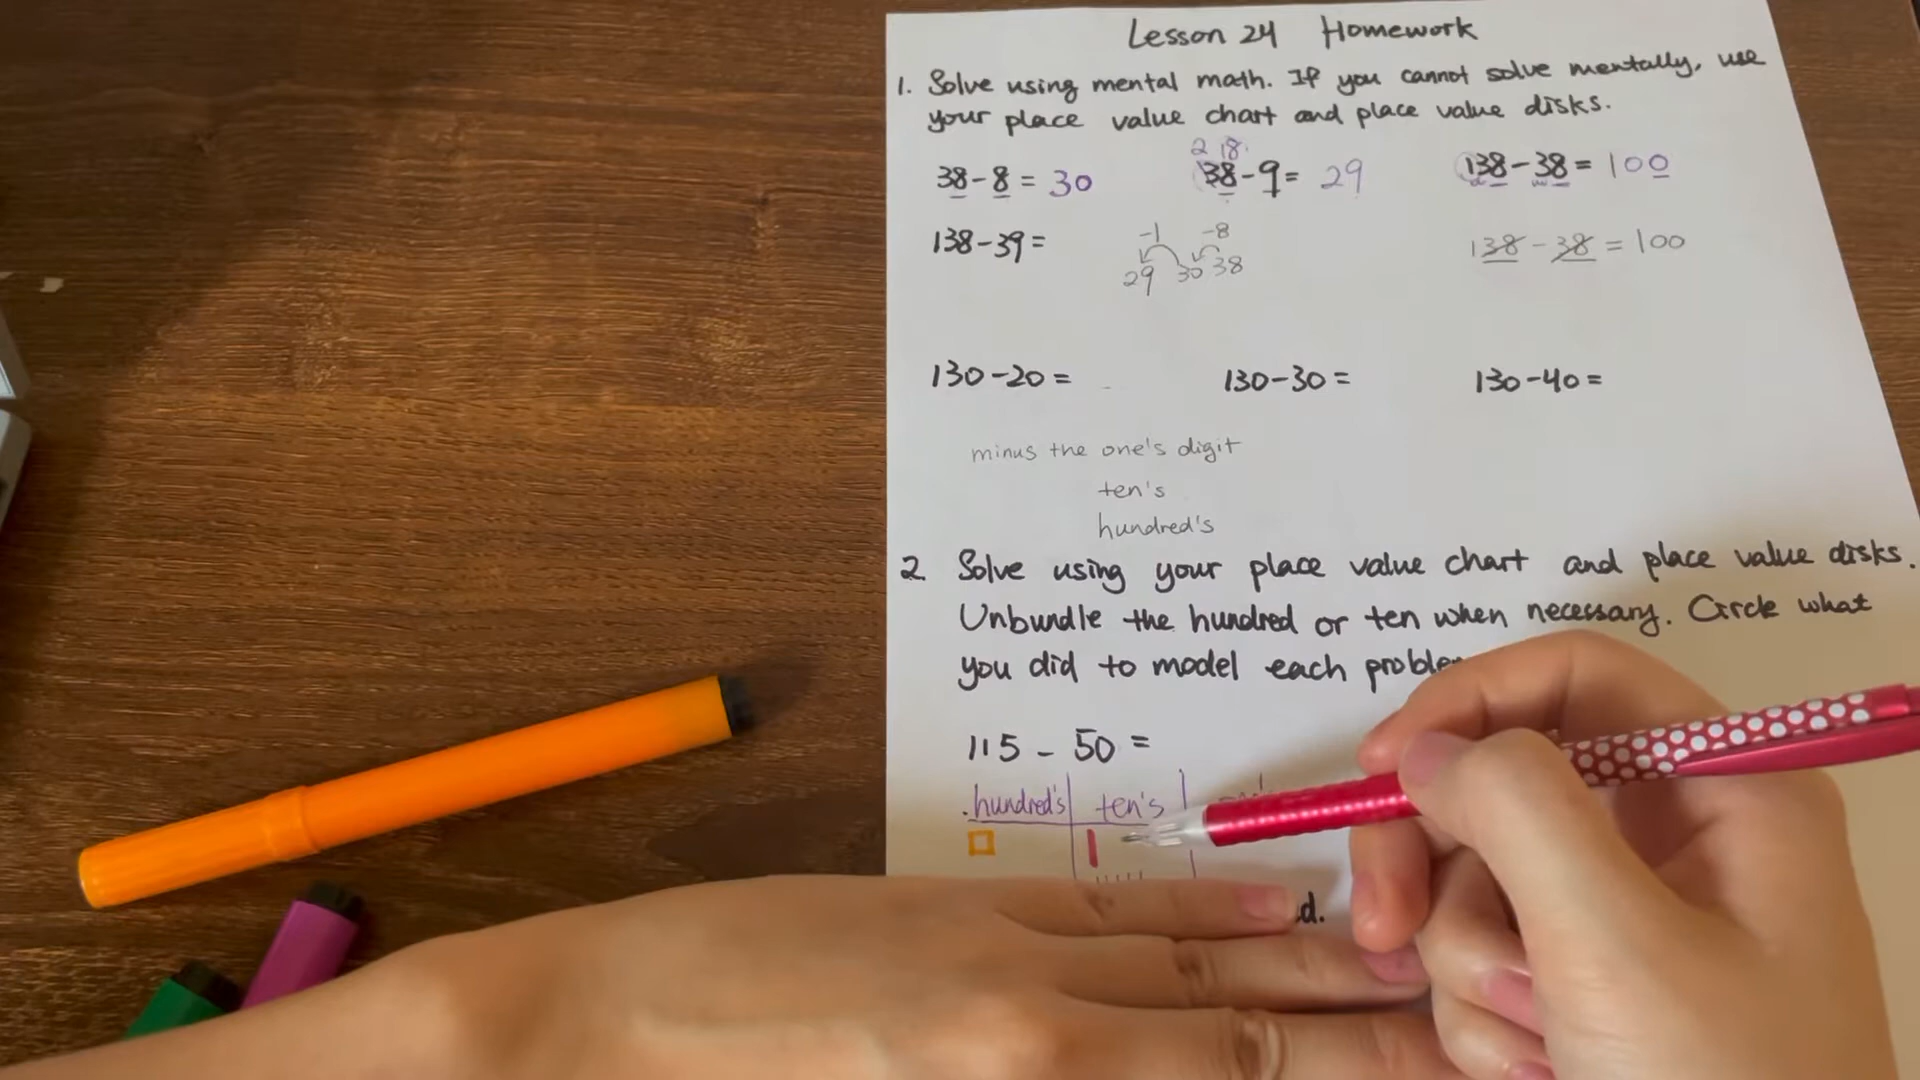 Lesson 24 Homework
1. Solve using mental math. If you cannot solve mentally, use
your place value chart and place value disks.
2 18
38-8 = 30 38-9= 29 138-38= 100
138-39=
-1 -8
29 30 38
138-38=100
130-20= 130-30= 130-40=
minus the one's digit
ten's
hundred's
2. Solve using your place value chart and place value disks.
Unbundle the hundred or ten when necessary. Circle what
you did to model each
115 - 50 =
hundred's ten's